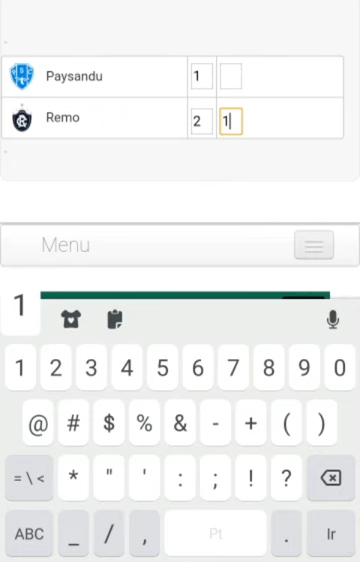 Paysandu 1
Remo 2 1
Menu
1
1 2 3 4 5 6 7 8 9 0
@ # $ % & - + ( )
= \ < * " ' : ; ! ?
ABC _ / , Pt . Ir